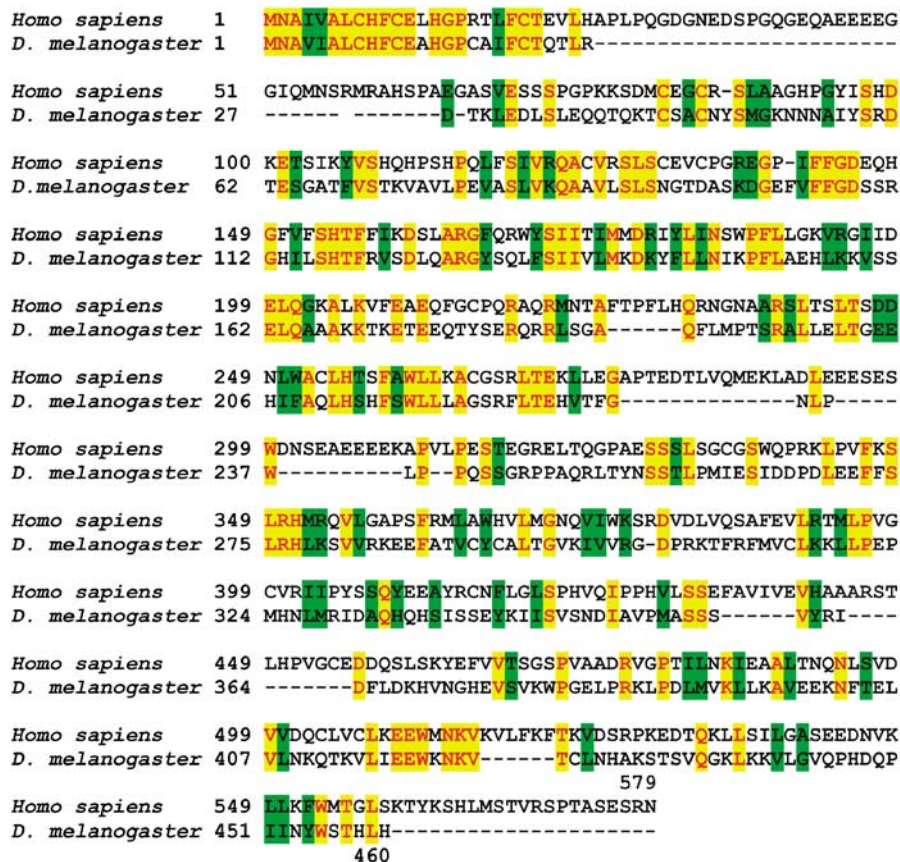 Homo sapiens 1 MNAIVALCHFCELHGPRTLFCTEVLHAPLPQGDGNEDSPGQGEQAEEEEG
D. melanogaster 1 MNAVIALCHFCEAHGPCAIFCTQTLR------------------------
Homo sapiens 51 GIQMNSRMRAHSPAEGASVESSSPGPKKSDMCEGCR-SLAAGHPGYISHD
D. melanogaster 27 ------ -------D-TKLEDLSLEQQTQKTCSACNYSMGKNNNAIYSRD
Homo sapiens 100 KETSIKYVSHQHPSHPQLFSIVRQACVRSLSCEVCPGREGP-IFFGDEQH
D.melanogaster 62 TESGATFVSTKVAVLPEVASLVKQAAVLSLSNGTDASKDGEFVFFGDSSR
Homo sapiens 149 GFVFSHTFFIKDSLARGFQRWYSIITIMMDRIYLINSWPFLLGKVRGIID
D. melanogaster 112 GHILSHTFRVSDLQARGYSQLFSIIVLMKDKYFLLNIKPFLAEHLKKVSS
Homo sapiens 199 ELQGKALKVFEAEQFGCPQRAQRMNTAFTPFLHQRNGNAARSLTSLTSDD
D. melanogaster 162 ELQAAAKKTKETEEQTYSERQRRLSGA------QFLMPTSRALLELTGEE
Homo sapiens 249 NLWACLHTSFAWLLKACGSRLTEKLLEGAPTEDTLVQMEKLADLEEESES
D. melanogaster 206 HIFAQLHSHFSWLLLAGSRFLTEHVTFG--------------NLP-----
Homo sapiens 299 WDNSEAEEEEKAPVLPESTEGRELTQGPAESSSLSGCGSWQPRKLPVFKS
D. melanogaster 237 W----------LP--PQSSGRPPAQRLTYNSSTLPMIESIDDPDLEEFFS
Homo sapiens 349 LRHMRQVLGAPSFRMLAWHVLMGNQVIWKSRDVDLVQSAFEVLRTMLPVG
D. melanogaster 275 LRHLKSVVRKEEFATVCYCALTGVKIVVRG-DPRKTFRFMVCLKKLLPEP
Homo sapiens 399 CVRIIPYSSQYEEAYRCNFLGLSPHVQIPPHVLSSEFAVIVEVHAAARST
D. melanogaster 324 MHNLMRIDAQHQHSISSEYKIISVSNDIAVPMASSS------VYRI----
Homo sapiens 449 LHPVGCEDDQSLSKYEFVVTSGSPVAADRVGPTILNKIEAALTNQNLSVD
D. melanogaster 364 -------DFLDKHVNGHEVSVKWPGELPRKLPDLMVKLLKAVEEKNFTEL
Homo sapiens 499 VVDQCLVCLKEEWMNKVKVLFKFTKVDSRPKEDTQKLLSILGASEEDNVK
D. melanogaster 407 VLNKQTKVLIEEWKNKV------TCLNHAKSTSVQGKLKKVLGVQPHDQP
579
Homo sapiens 549 LLKFWMTGLSKTYKSHLMSTVRSPTASESRN
D. melanogaster 451 IINYWSTHLH---------------------
460